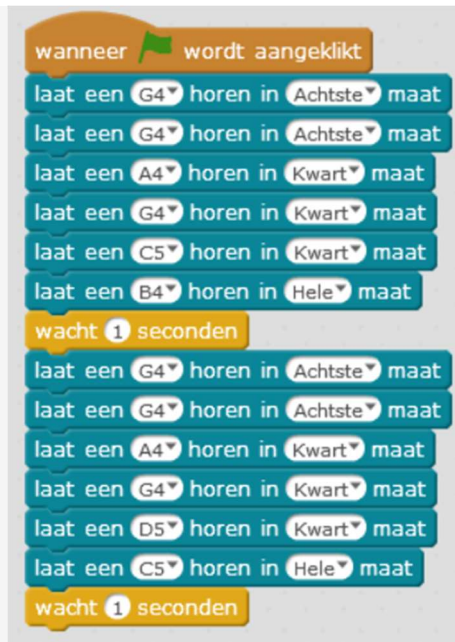 wanneer wordt aangeklikt
laat een G4 horen in Achtste maat
laat een G4 horen in Achtste maat
laat een A4 horen in Kwart maat
laat een G4 horen in Kwart maat
laat een C5 horen in Kwart maat
laat een B4 horen in Hele maat
wacht 1 seconden
laat een G4 horen in Achtste maat
laat een G4 horen in Achtste maat
laat een A4 horen in Kwart maat
laat een G4 horen in Kwart maat
laat een D5 horen in Kwart maat
laat een C5 horen in Hele maat
wacht 1 seconden